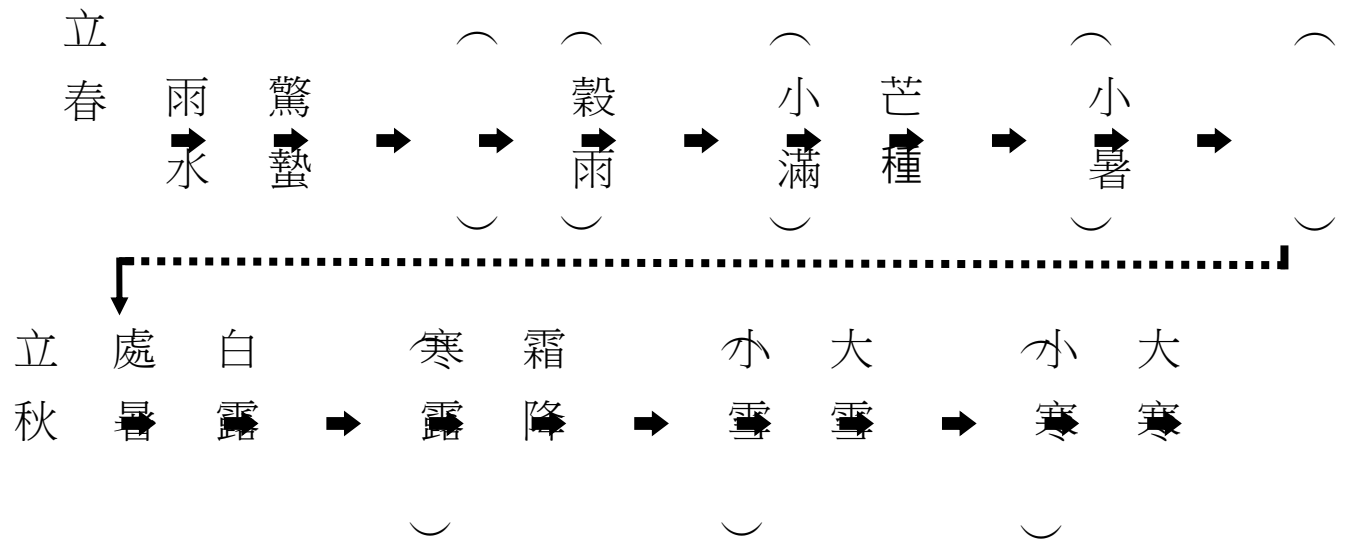 立春
雨水
驚蟄
（　）
（　）
穀雨
（　）
小滿
芒種
（　）
小暑
（　）
立秋
處暑
白露
（　）
寒露
霜降
（　）
小雪
大雪
（　）
小寒
大寒